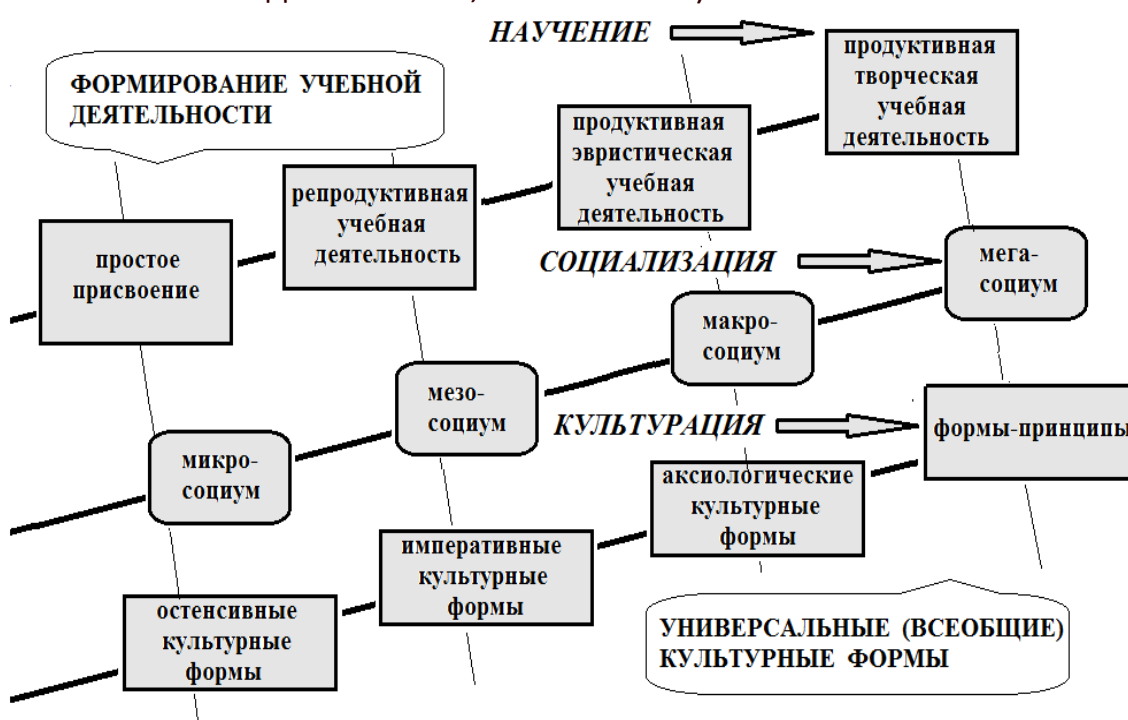 НАУЧЕНИЕ
продуктивная
творческая
учебная
деятельность
ФОРМИРОВАНИЕ УЧЕБНОЙ
ДЕЯТЕЛЬНОСТИ
продуктивная
эвристическая
учебная
деятельность
репродуктивная
учебная
деятельность
простое
присвоение
СОЦИАЛИЗАЦИЯ
мега-
социум
макро-
социум
мезо-
социум
микро-
социум
КУЛЬТУРАЦИЯ
формы-принципы
аксиологические
культурные
формы
императивные
культурные
формы
остенсивные
культурные
формы
УНИВЕРСАЛЬНЫЕ (ВСЕОБЩИЕ)
КУЛЬТУРНЫЕ ФОРМЫ